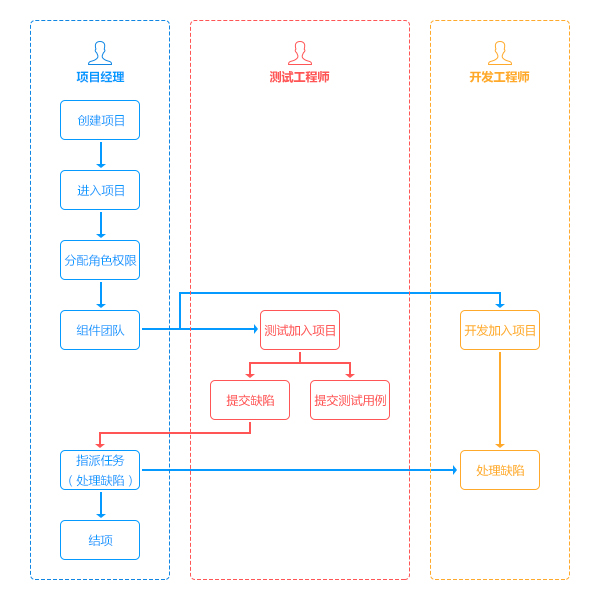 项目经理
测试工程师
开发工程师
创建项目
进入项目
分配角色权限
组件团队
测试加入项目
开发加入项目
提交缺陷
提交测试用例
指派任务
（处理缺陷）
处理缺陷
结项